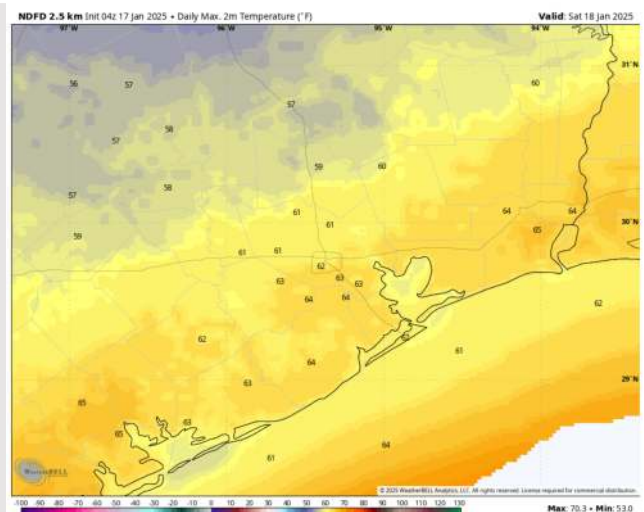 NDFD 2.5 km Init 04z 17 Jan 2025 • Daily Max. 2m Temperature (°F)
Valid: Sat 18 Jan 2025
97°W 96°W 95°W 94°W
31°N
56 57 60
57
57 58
59 60
57 58
61 64 64
59 61 65 30°N
61 61
62
63 63 63
64 64
62
62 62
61
64 29°N
63
65
65 63
61 64
WeatherBELL
© 2025 WeatherBELL Analytics, LLC. All rights reserved. License required for commercial distribution.
-100 -90 -80 -70 -60 -50 -40 -30 -20 -10 0 10 20 30 40 50 60 70 80 90 100 110 120 130
Max: 70.3 • Min: 53.0